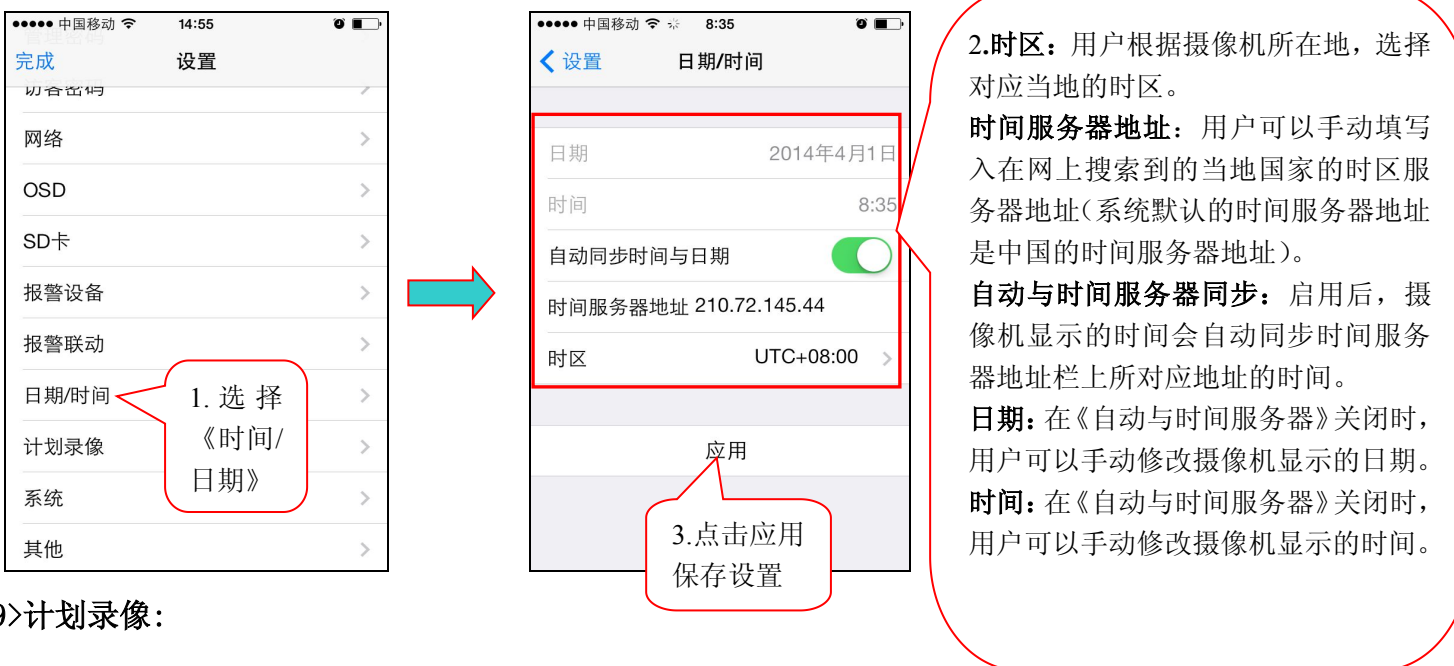 中国移动 14:55
管理密码
完成 设置
访客密码
网络
OSD
SD卡
报警设备
报警联动
日期/时间
计划录像
系统
其他
1. 选 择
《时间/
日期》
中国移动 8:35
设置 日期/时间
日期 2014年4月1日
时间 8:35
自动同步时间与日期
时间服务器地址 210.72.145.44
时区 UTC+08:00
应用
3.点击应用
保存设置
2.时区：用户根据摄像机所在地，选择
对应当地的时区。
时间服务器地址：用户可以手动填写
入在网上搜索到的当地国家的时区服
务器地址（系统默认的时间服务器地址
是中国的时间服务器地址）。
自动与时间服务器同步：启用后，摄
像机显示的时间会自动同步时间服务
器地址栏上所对应地址的时间。
日期：在《自动与时间服务器》关闭时，
用户可以手动修改摄像机显示的日期。
时间：在《自动与时间服务器》关闭时，
用户可以手动修改摄像机显示的时间。
9>计划录像：